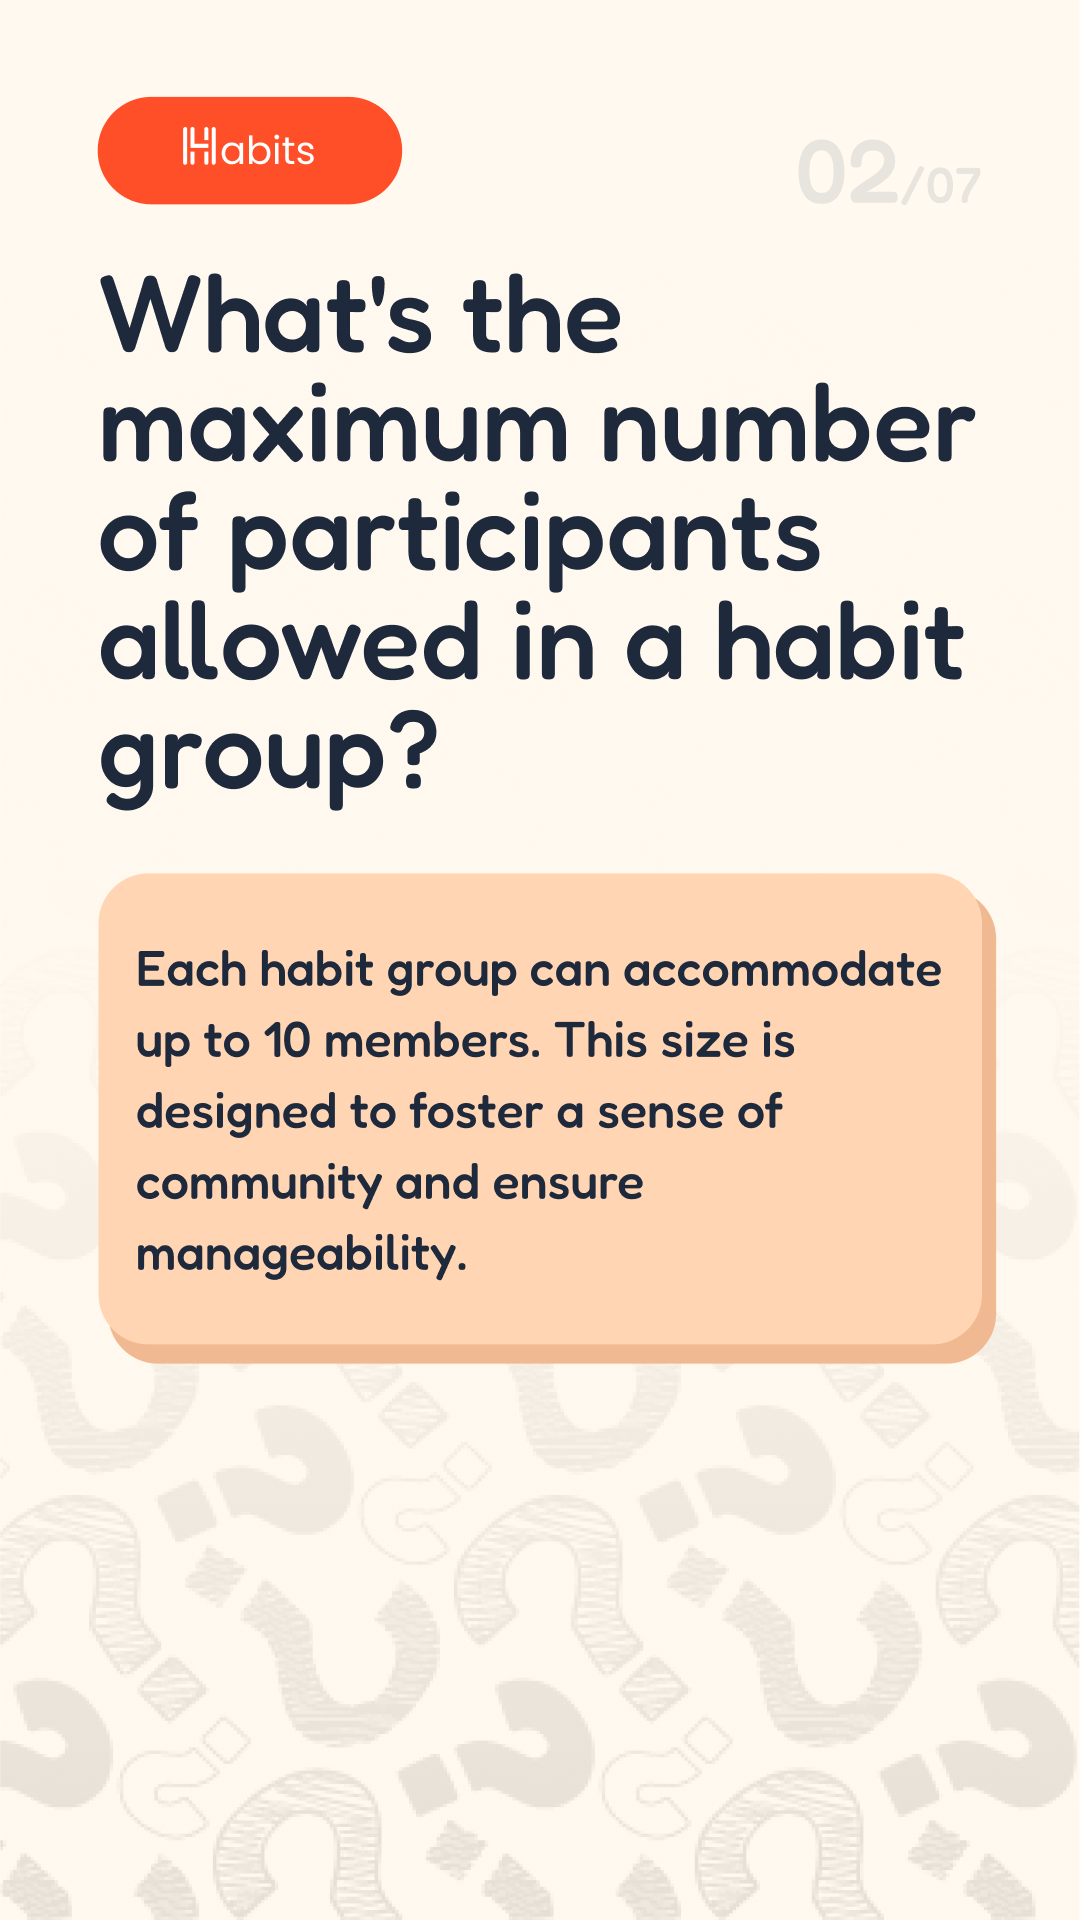 Habits
02/07
What's the
maximum number
of participants
allowed in a habit
group?
Each habit group can accommodate
up to 10 members. This size is
designed to foster a sense of
community and ensure
manageability.